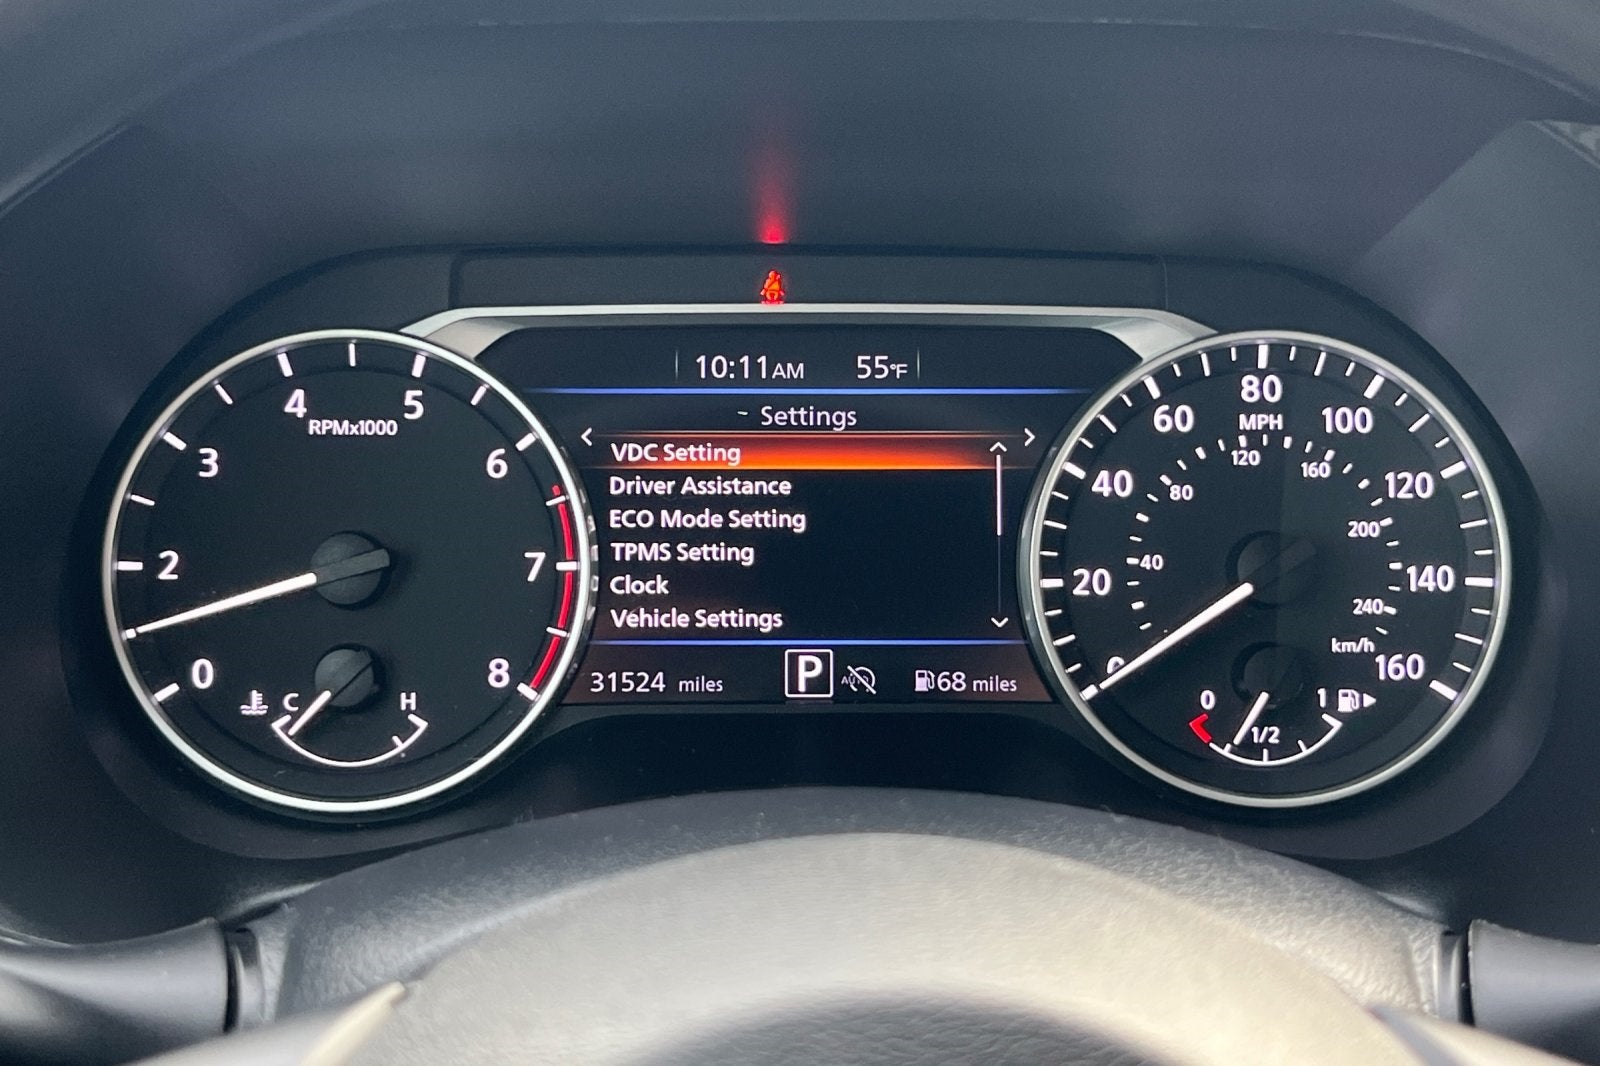 10:11AM 55°F
Settings
VDC Setting
Driver Assistance
ECO Mode Setting
TPMS Setting
Clock
Vehicle Settings
31524 miles
P
AUTO
68 miles
0
2
3
4
5
6
7
8
RPMx1000
C
H
0
20
40
60
80
100
120
140
160
MPH
40
80
120
160
200
240
km/h
0
1/2
1